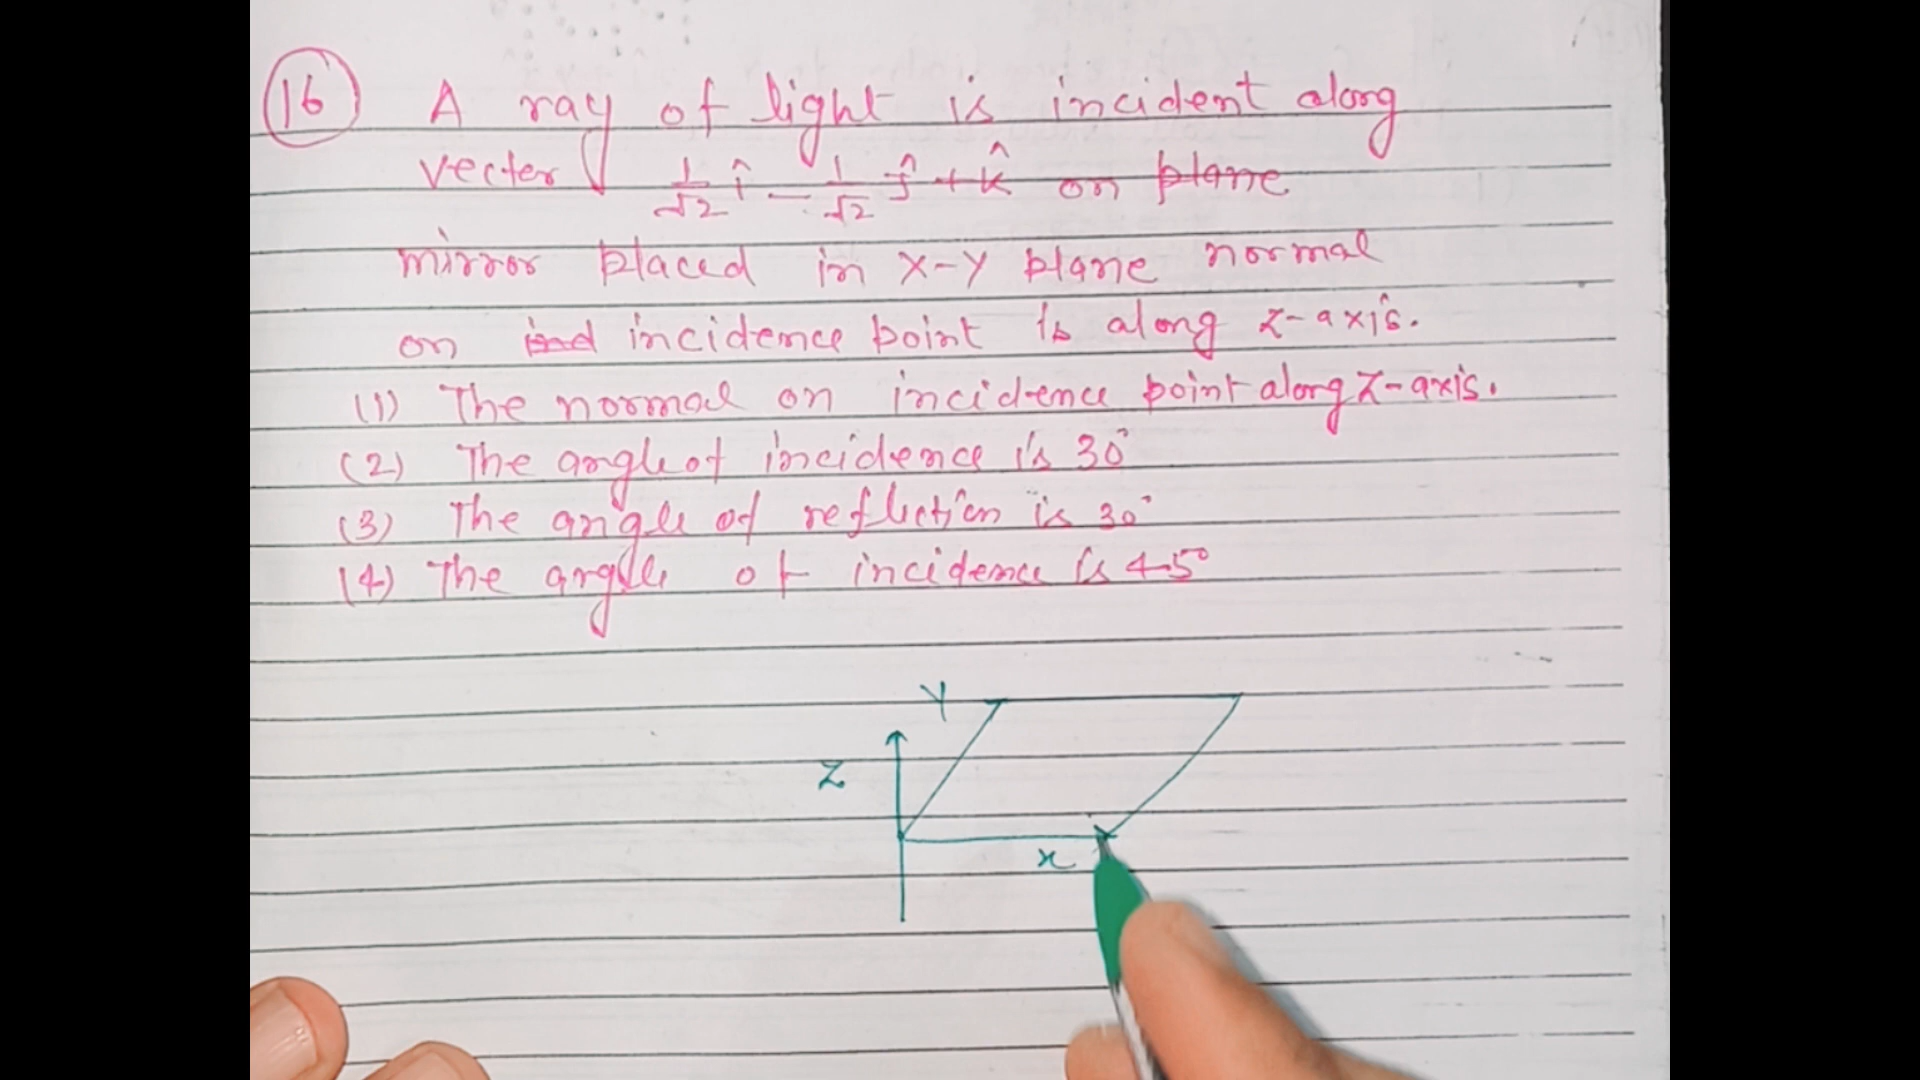 16 A ray of light is incident along
vecter 1/√2 î - 1/√2 ĵ + k̂ on plane
mirror placed in x-y plane normal
on ind incidence point is along z-axis.
(1) The normal on incidence point along z-axis.
(2) The angle of incidence is 30°
(3) The angle of reflection is 30°
(4) The angle of incidence is 45°
Y
Z
x